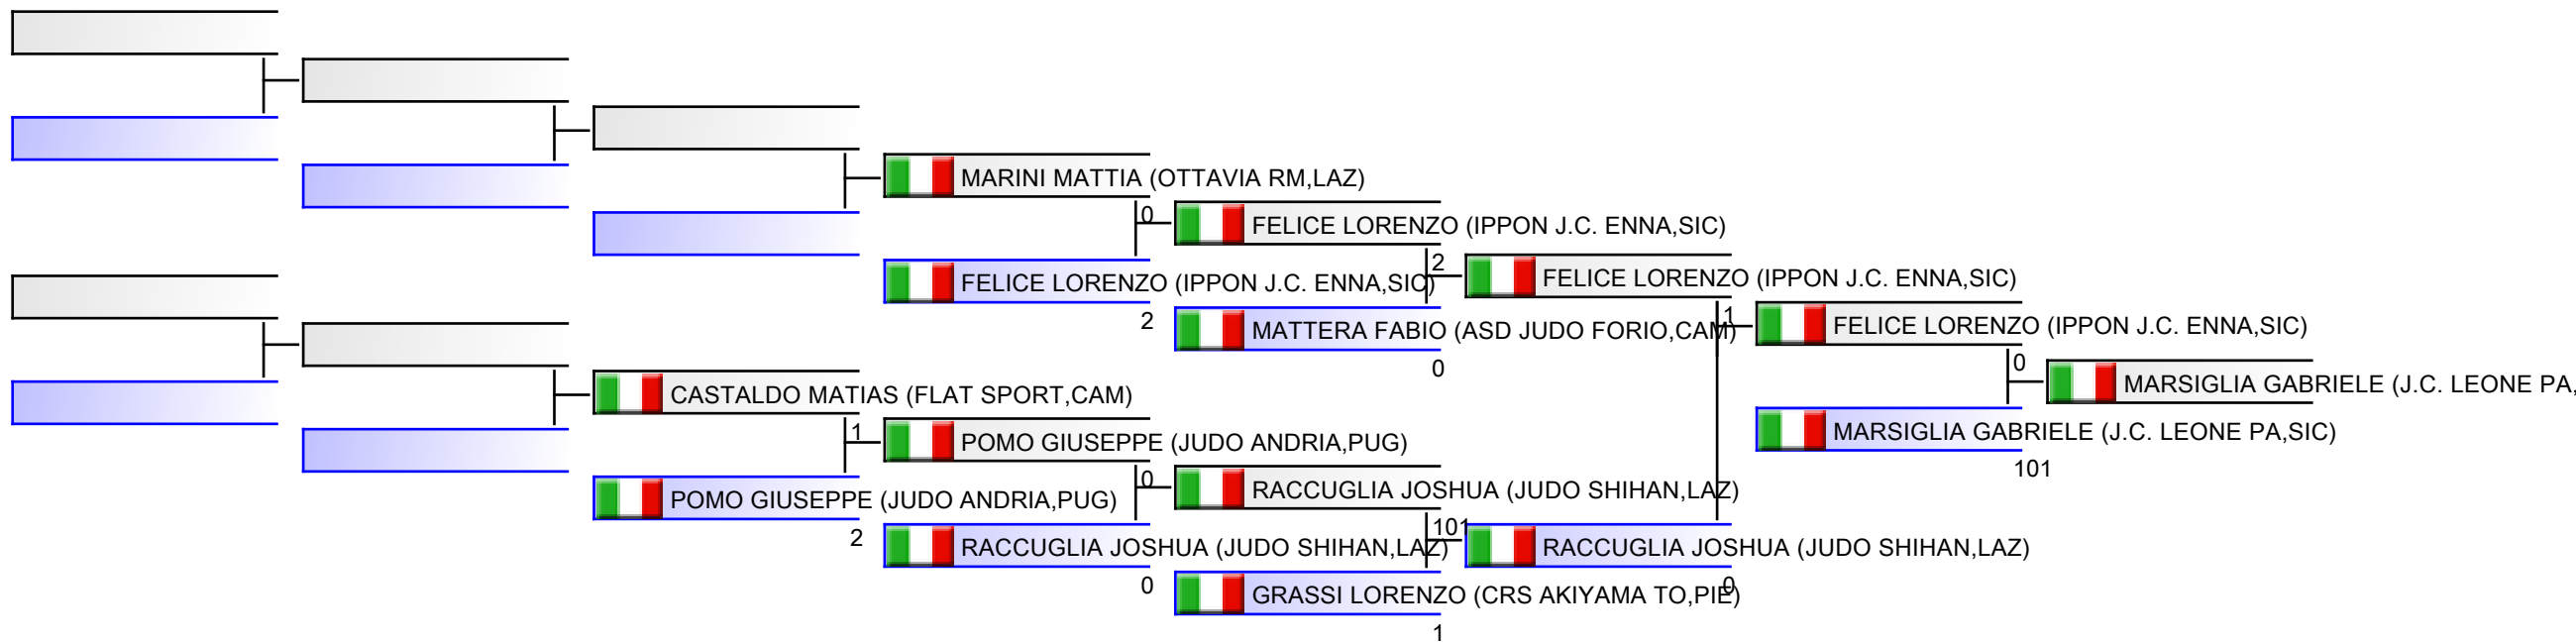 MARINI MATTIA (OTTAVIA RM,LAZ)
0
FELICE LORENZO (IPPON J.C. ENNA,SIC)
2
FELICE LORENZO (IPPON J.C. ENNA,SIC)
FELICE LORENZO (IPPON J.C. ENNA,SIC)
2
MATTERA FABIO (ASD JUDO FORIO,CAM)
0
1
FELICE LORENZO (IPPON J.C. ENNA,SIC)
0
MARSIGLIA GABRIELE (J.C. LEONE PA,
MARSIGLIA GABRIELE (J.C. LEONE PA,SIC)
101
CASTALDO MATIAS (FLAT SPORT,CAM)
1
POMO GIUSEPPE (JUDO ANDRIA,PUG)
0
RACCUGLIA JOSHUA (JUDO SHIHAN,LAZ)
POMO GIUSEPPE (JUDO ANDRIA,PUG)
2
101
RACCUGLIA JOSHUA (JUDO SHIHAN,LAZ)
0
RACCUGLIA JOSHUA (JUDO SHIHAN,LAZ)
0
GRASSI LORENZO (CRS AKIYAMA TO,PIE)
1